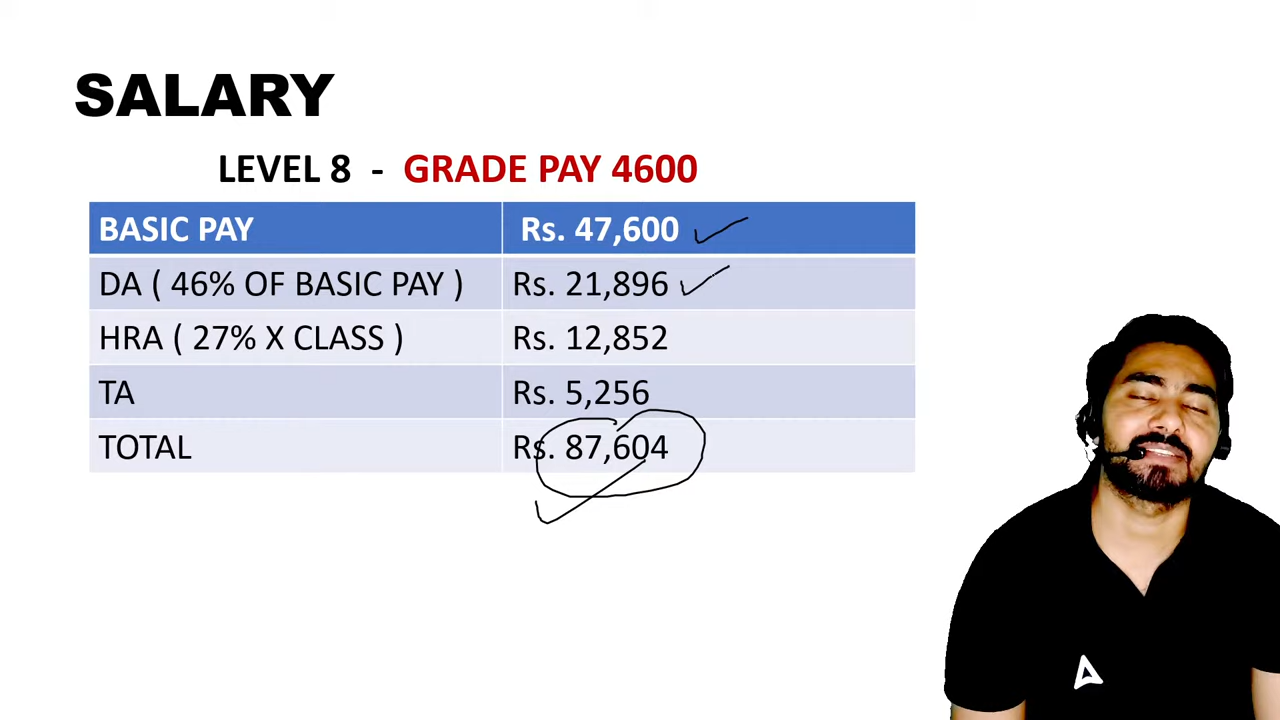 SALARY
LEVEL 8 - GRADE PAY 4600
BASIC PAY Rs. 47,600
DA ( 46% OF BASIC PAY ) Rs. 21,896
HRA ( 27% X CLASS ) Rs. 12,852
TA Rs. 5,256
TOTAL Rs. 87,604